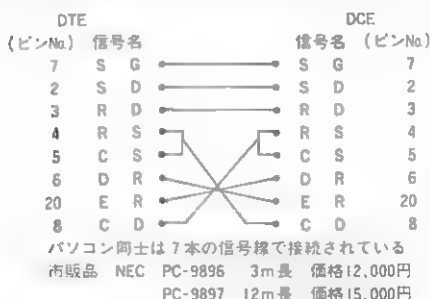 DTE DCE
(ピンNo.) 信号名 信号名 (ピンNo.)
7 S G S G 7
2 S D S D 2
3 R D R D 3
4 R S R S 4
5 C S C S 5
6 D R D R 6
20 E R E R 20
8 C D C D 8
パソコン同士は7本の信号線で接続されている
市販品 NEC PC-9896 3m長 価格12,000円
PC-9897 12m長 価格15,000円